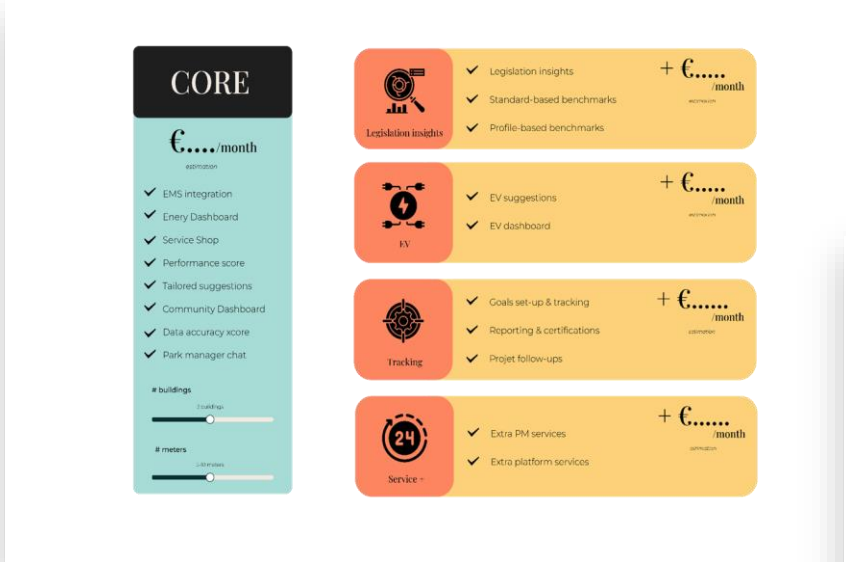 CORE
€..../month
estimation
EMS integration
Enery Dashboard
Service Shop
Performance score
Tailored suggestions
Community Dashboard
Data accuracy xcore
Park manager chat
# buildings
buildings
# meters
meters
Legislation insights
Legislation insights
Standard-based benchmarks
Profile-based benchmarks
+ €.....
/month
EV
EV suggestions
EV dashboard
+ €.....
/month
Tracking
Goals set-up & tracking
Reporting & certifications
Projet follow-ups
+ €......
/month
estimation
24
Service +
Extra PM services
Extra platform services
+ €......
/month
estimation